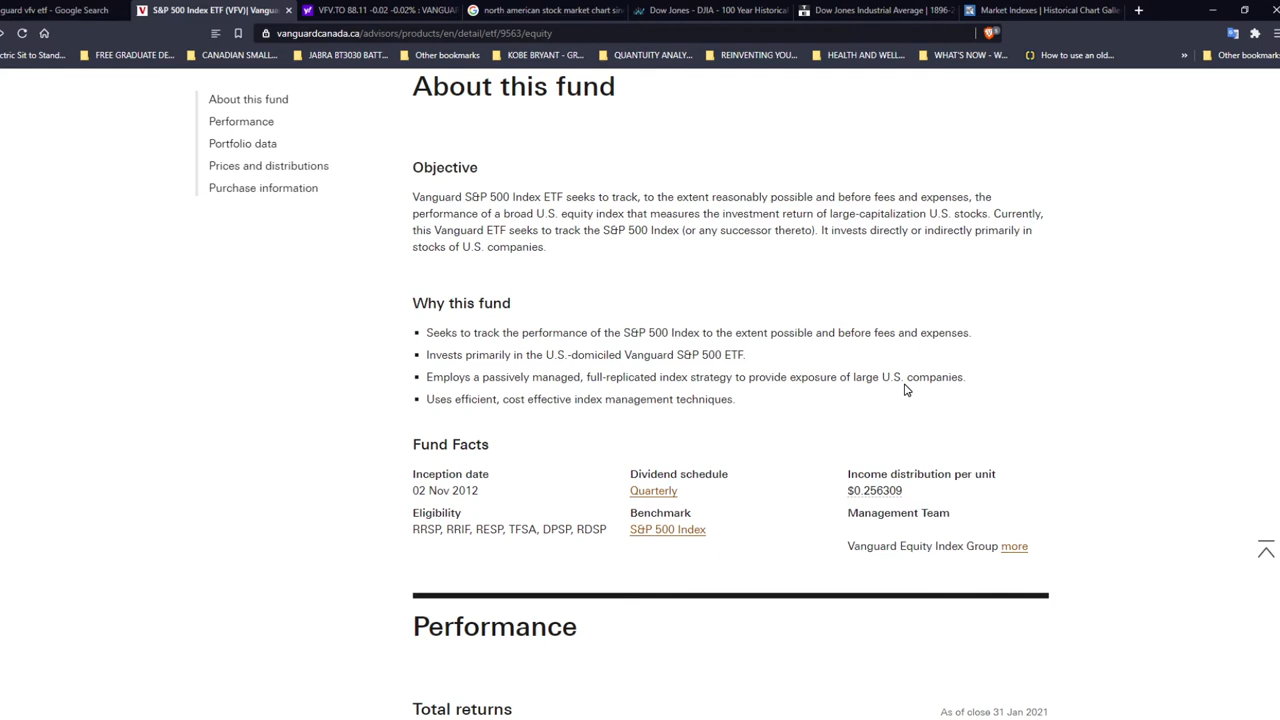 guard vfv etf - Google Search
S&P 500 Index ETF (VFV)| Vangua
VFV.TO 88.11 -0.02 -0.02% : VANGUAR
north american stock market chart sin
Dow Jones - DJIA - 100 Year Historical
Dow Jones Industrial Average | 1896-2
Market Indexes | Historical Chart Galle
vanguardcanada.ca/advisors/products/en/detail/etf/9563/equity
ctric Sit to Stand...
FREE GRADUATE DE...
CANADIAN SMALL...
JABRA BT3030 BATT...
Other bookmarks
KOBE BRYANT - GR...
QUANTUITY ANALY...
REINVENTING YOU...
HEALTH AND WELL...
WHAT'S NOW - W...
How to use an old...
»
Other bookmarks
About this fund
Performance
Portfolio data
Prices and distributions
Purchase information
About this fund
Objective
Vanguard S&P 500 Index ETF seeks to track, to the extent reasonably possible and before fees and expenses, the
performance of a broad U.S. equity index that measures the investment return of large-capitalization U.S. stocks. Currently,
this Vanguard ETF seeks to track the S&P 500 Index (or any successor thereto). It invests directly or indirectly primarily in
stocks of U.S. companies.
Why this fund
▪ Seeks to track the performance of the S&P 500 Index to the extent possible and before fees and expenses.
▪ Invests primarily in the U.S.-domiciled Vanguard S&P 500 ETF.
▪ Employs a passively managed, full-replicated index strategy to provide exposure of large U.S. companies.
▪ Uses efficient, cost effective index management techniques.
Fund Facts
Inception date
02 Nov 2012
Dividend schedule
Quarterly
Income distribution per unit
$0.256309
Eligibility
RRSP, RRIF, RESP, TFSA, DPSP, RDSP
Benchmark
S&P 500 Index
Management Team
Vanguard Equity Index Group more
Performance
Total returns
As of close 31 Jan 2021